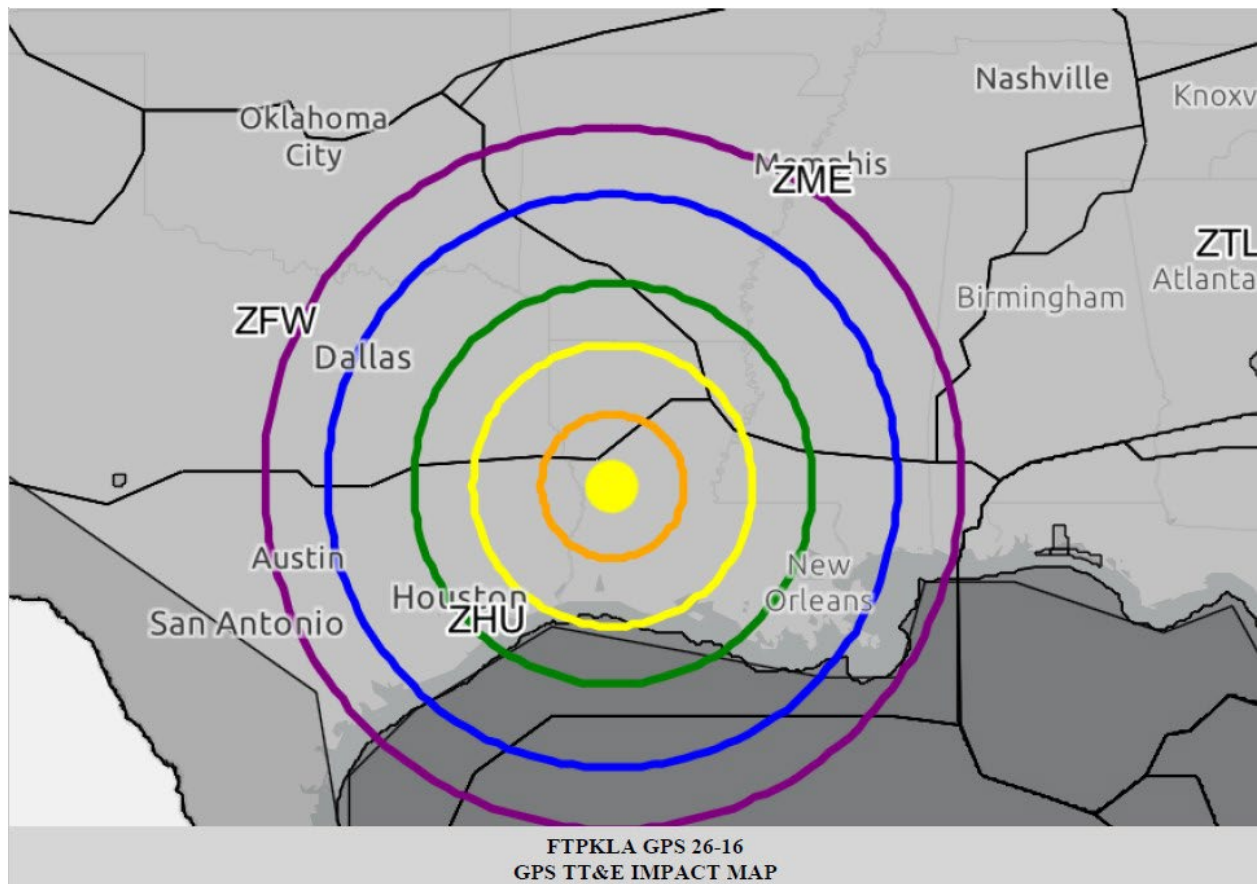 Nashville
Knoxv
Oklahoma
City
Memphis
ZME
ZTL
Atlanta
Birmingham
ZFW
Dallas
Austin
Houston
ZHU
San Antonio
New
Orleans
FTPKLA GPS 26-16
GPS TT&E IMPACT MAP